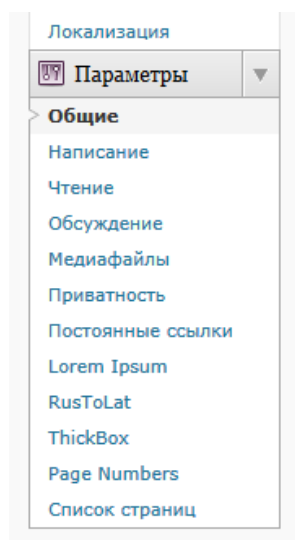 Локализация
Параметры
Общие
Написание
Чтение
Обсуждение
Медиафайлы
Приватность
Постоянные ссылки
Lorem Ipsum
RusToLat
ThickBox
Page Numbers
Список страниц